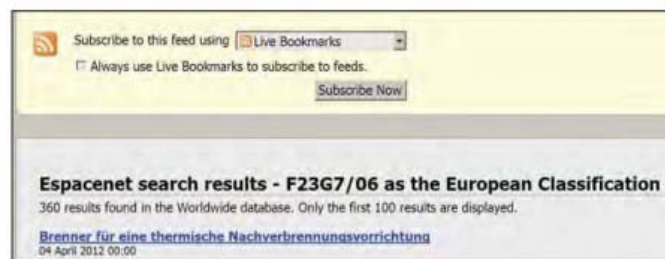 Subscribe to this feed using Live Bookmarks
Always use Live Bookmarks to subscribe to feeds.
Subscribe Now
Espacenet search results - F23G7/06 as the European Classification
360 results found in the Worldwide database. Only the first 100 results are displayed.
Brenner für eine thermische Nachverbrennungsvorrichtung
04 April 2012 00:00